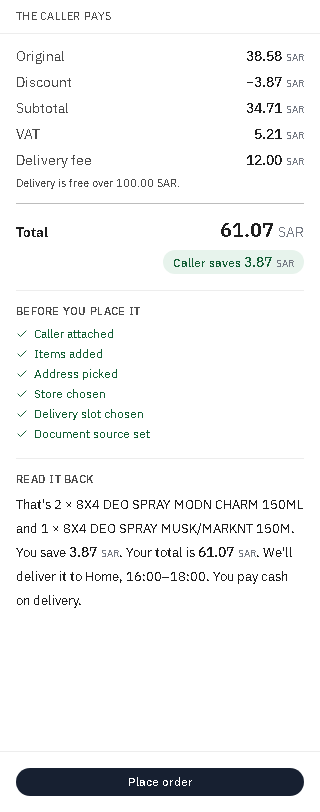 THE CALLER PAYS
Original 38.58 SAR
Discount −3.87 SAR
Subtotal 34.71 SAR
VAT 5.21 SAR
Delivery fee 12.00 SAR
Delivery is free over 100.00 SAR.
Total 61.07 SAR
Caller saves 3.87 SAR
BEFORE YOU PLACE IT
✓ Caller attached
✓ Items added
✓ Address picked
✓ Store chosen
✓ Delivery slot chosen
✓ Document source set
READ IT BACK
That's 2 × 8X4 DEO SPRAY MODN CHARM 150ML
and 1 × 8X4 DEO SPRAY MUSK/MARKNT 150M.
You save 3.87 SAR. Your total is 61.07 SAR. We'll
deliver it to Home, 16:00–18:00. You pay cash
on delivery.
Place order